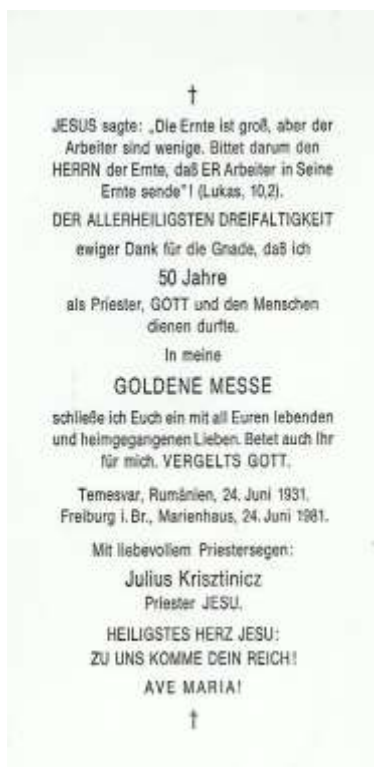 †
JESUS sagte: „Die Ernte ist groß, aber der
Arbeiter sind wenige. Bittet darum den
HERRN der Ernte, daß ER Arbeiter in Seine
Ernte sende"! (Lukas, 10,2).
DER ALLERHEILIGSTEN DREIFALTIGKEIT
ewiger Dank für die Gnade, daß ich
50 Jahre
als Priester, GOTT und den Menschen
dienen durfte.
In meine
GOLDENE MESSE
schließe ich Euch ein mit all Euren lebenden
und heimgegangenen Lieben. Betet auch Ihr
für mich. VERGELTS GOTT.
Temesvar, Rumänien, 24. Juni 1931.
Freiburg i. Br., Marienhaus, 24. Juni 1981.
Mit liebevollem Priestersegen:
Julius Krisztinicz
Priester JESU.
HEILIGSTES HERZ JESU:
ZU UNS KOMME DEIN REICH!
AVE MARIA!
†